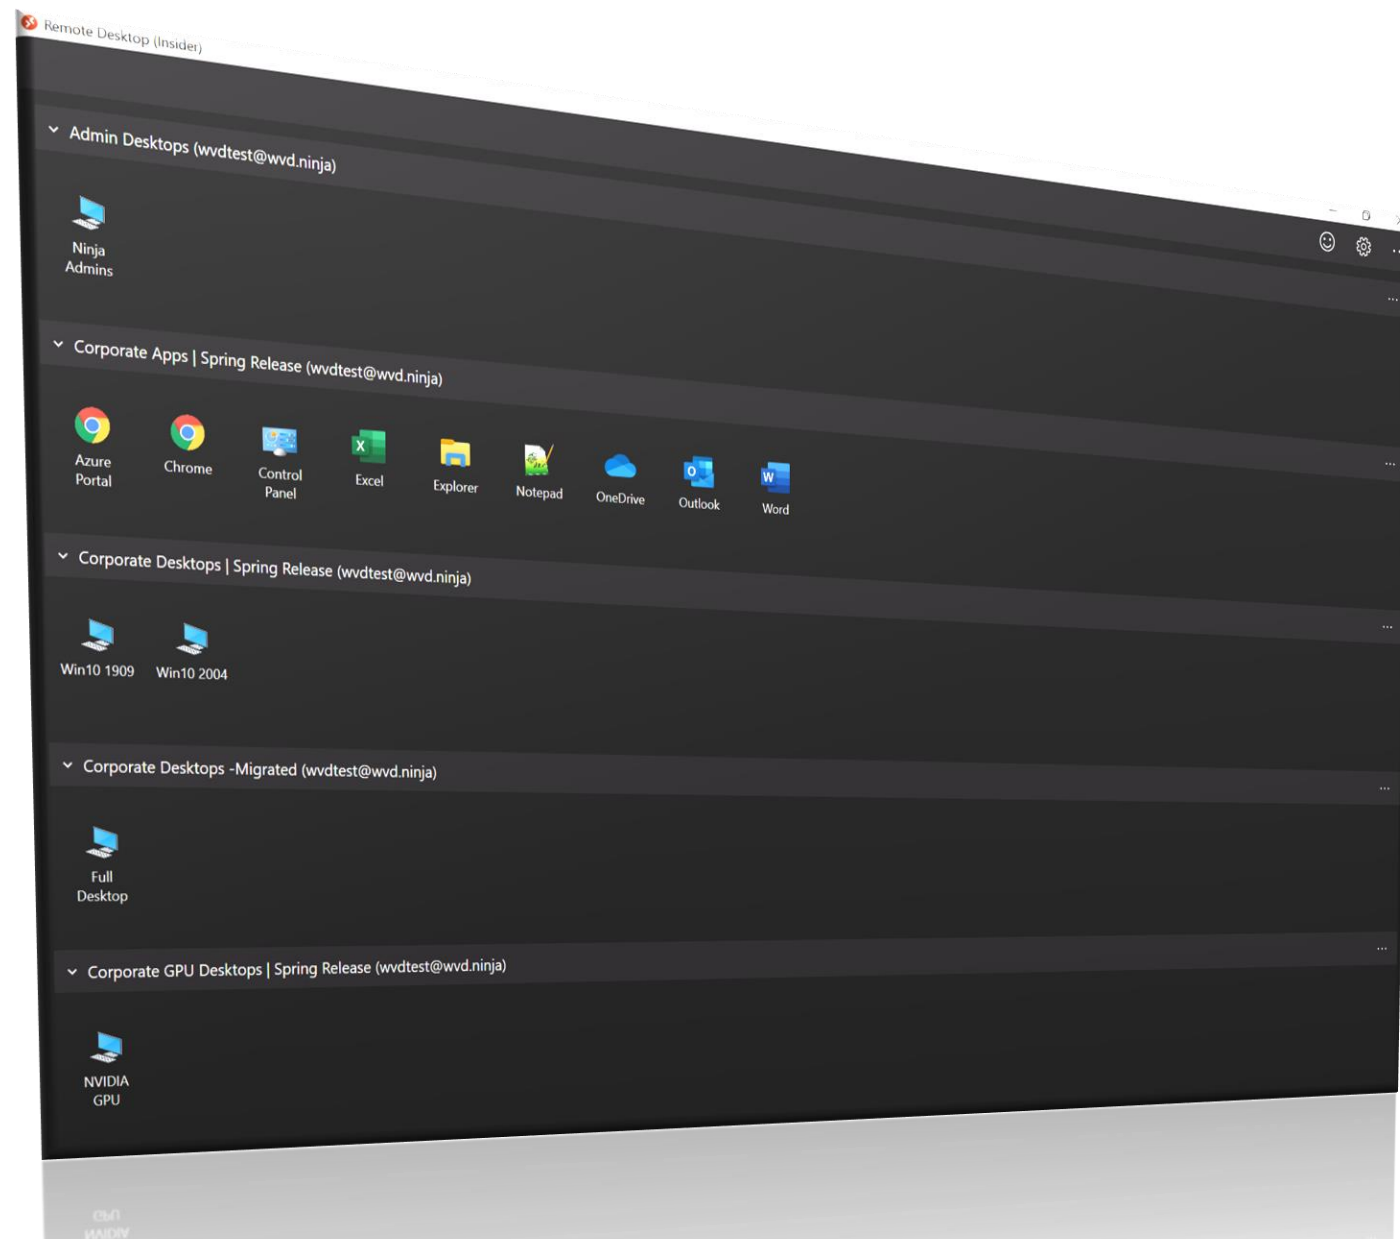 Remote Desktop (Insider)
Admin Desktops (wvdtest@wvd.ninja)
Ninja
Admins
Corporate Apps | Spring Release (wvdtest@wvd.ninja)
Azure
Portal
Chrome
Control
Panel
Excel
Explorer
Notepad
OneDrive
Outlook
Word
Corporate Desktops | Spring Release (wvdtest@wvd.ninja)
Win10 1909
Win10 2004
Corporate Desktops -Migrated (wvdtest@wvd.ninja)
Full
Desktop
Corporate GPU Desktops | Spring Release (wvdtest@wvd.ninja)
NVIDIA
GPU